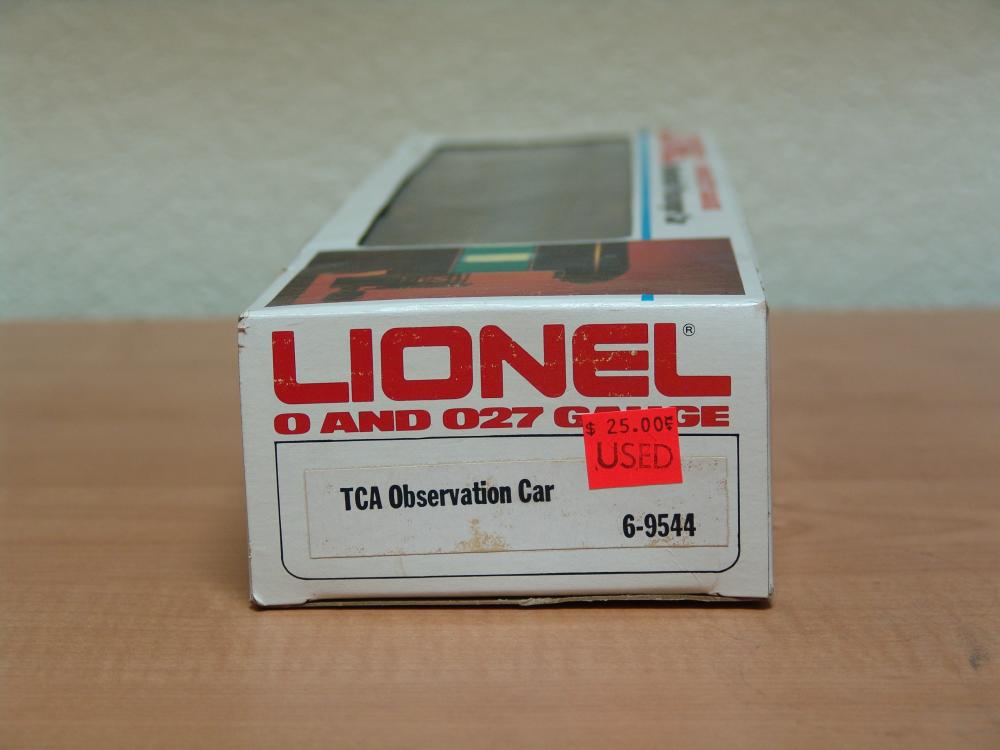 LIONEL®
O AND O27 GAUGE
$ 25.00
USED
TCA Observation Car
6-9544